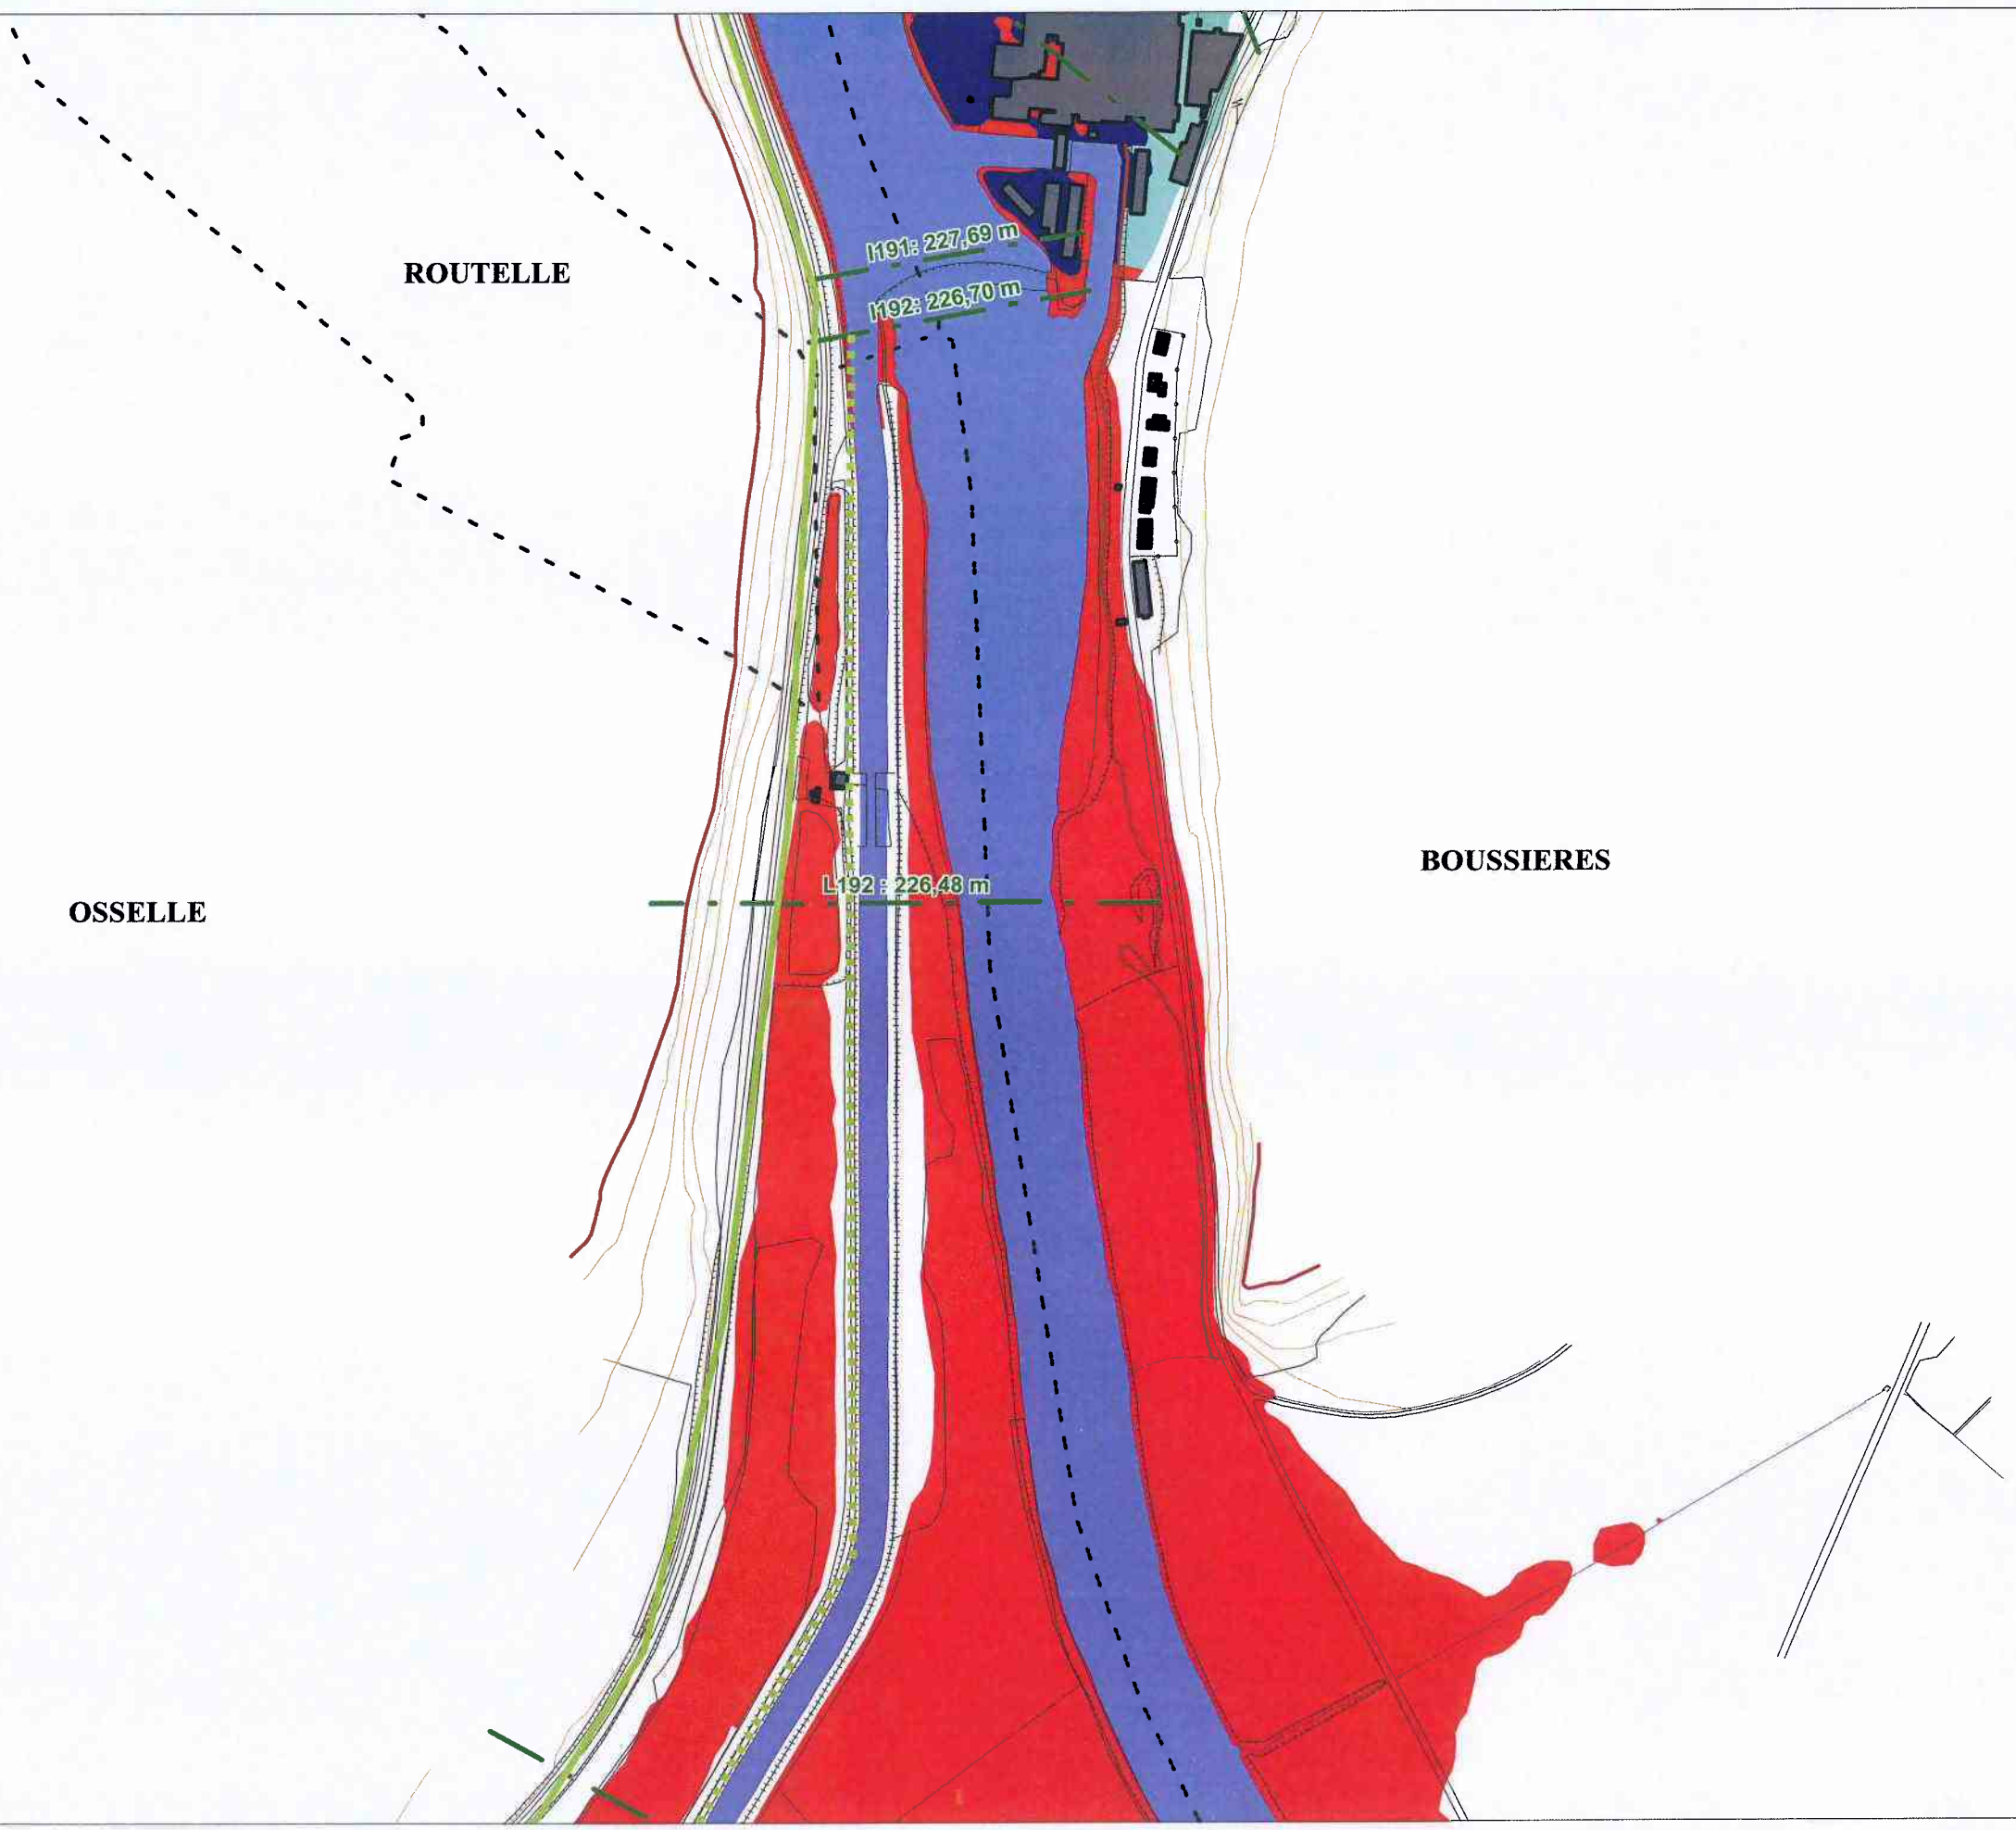 I191: 227,69 m
ROUTELLE
I192: 226,70 m
BOUSSIERES
L192 : 226,48 m
OSSELLE